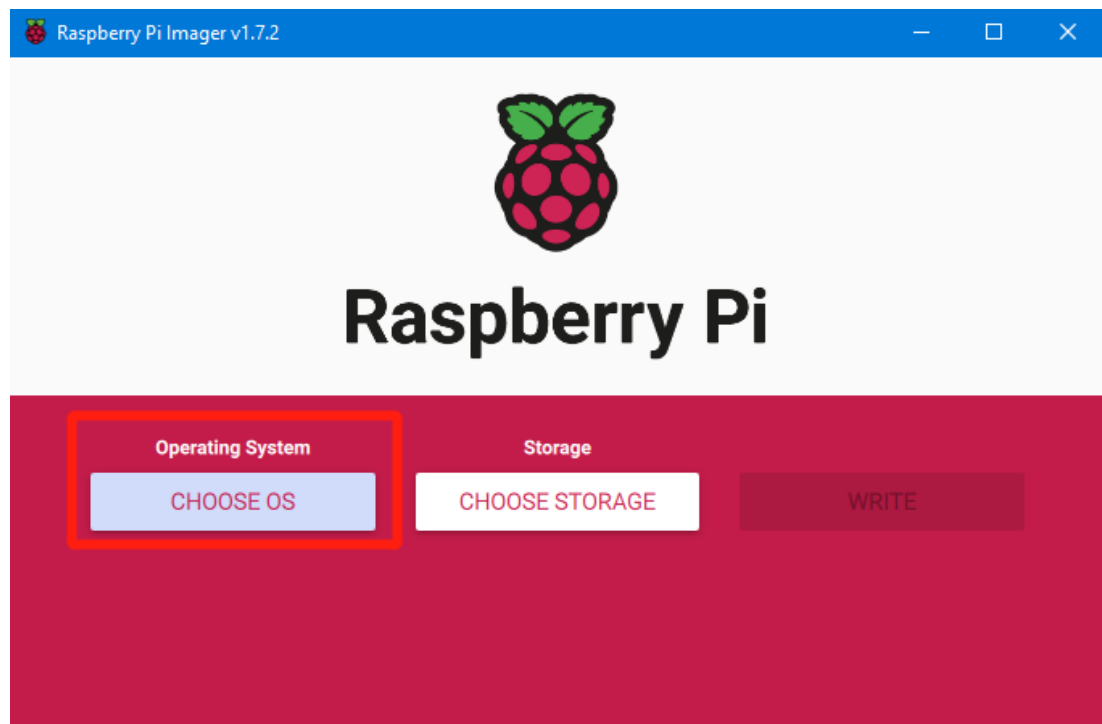 Raspberry Pi Imager v1.7.2
Raspberry Pi
Operating System
Storage
CHOOSE OS
CHOOSE STORAGE
WRITE